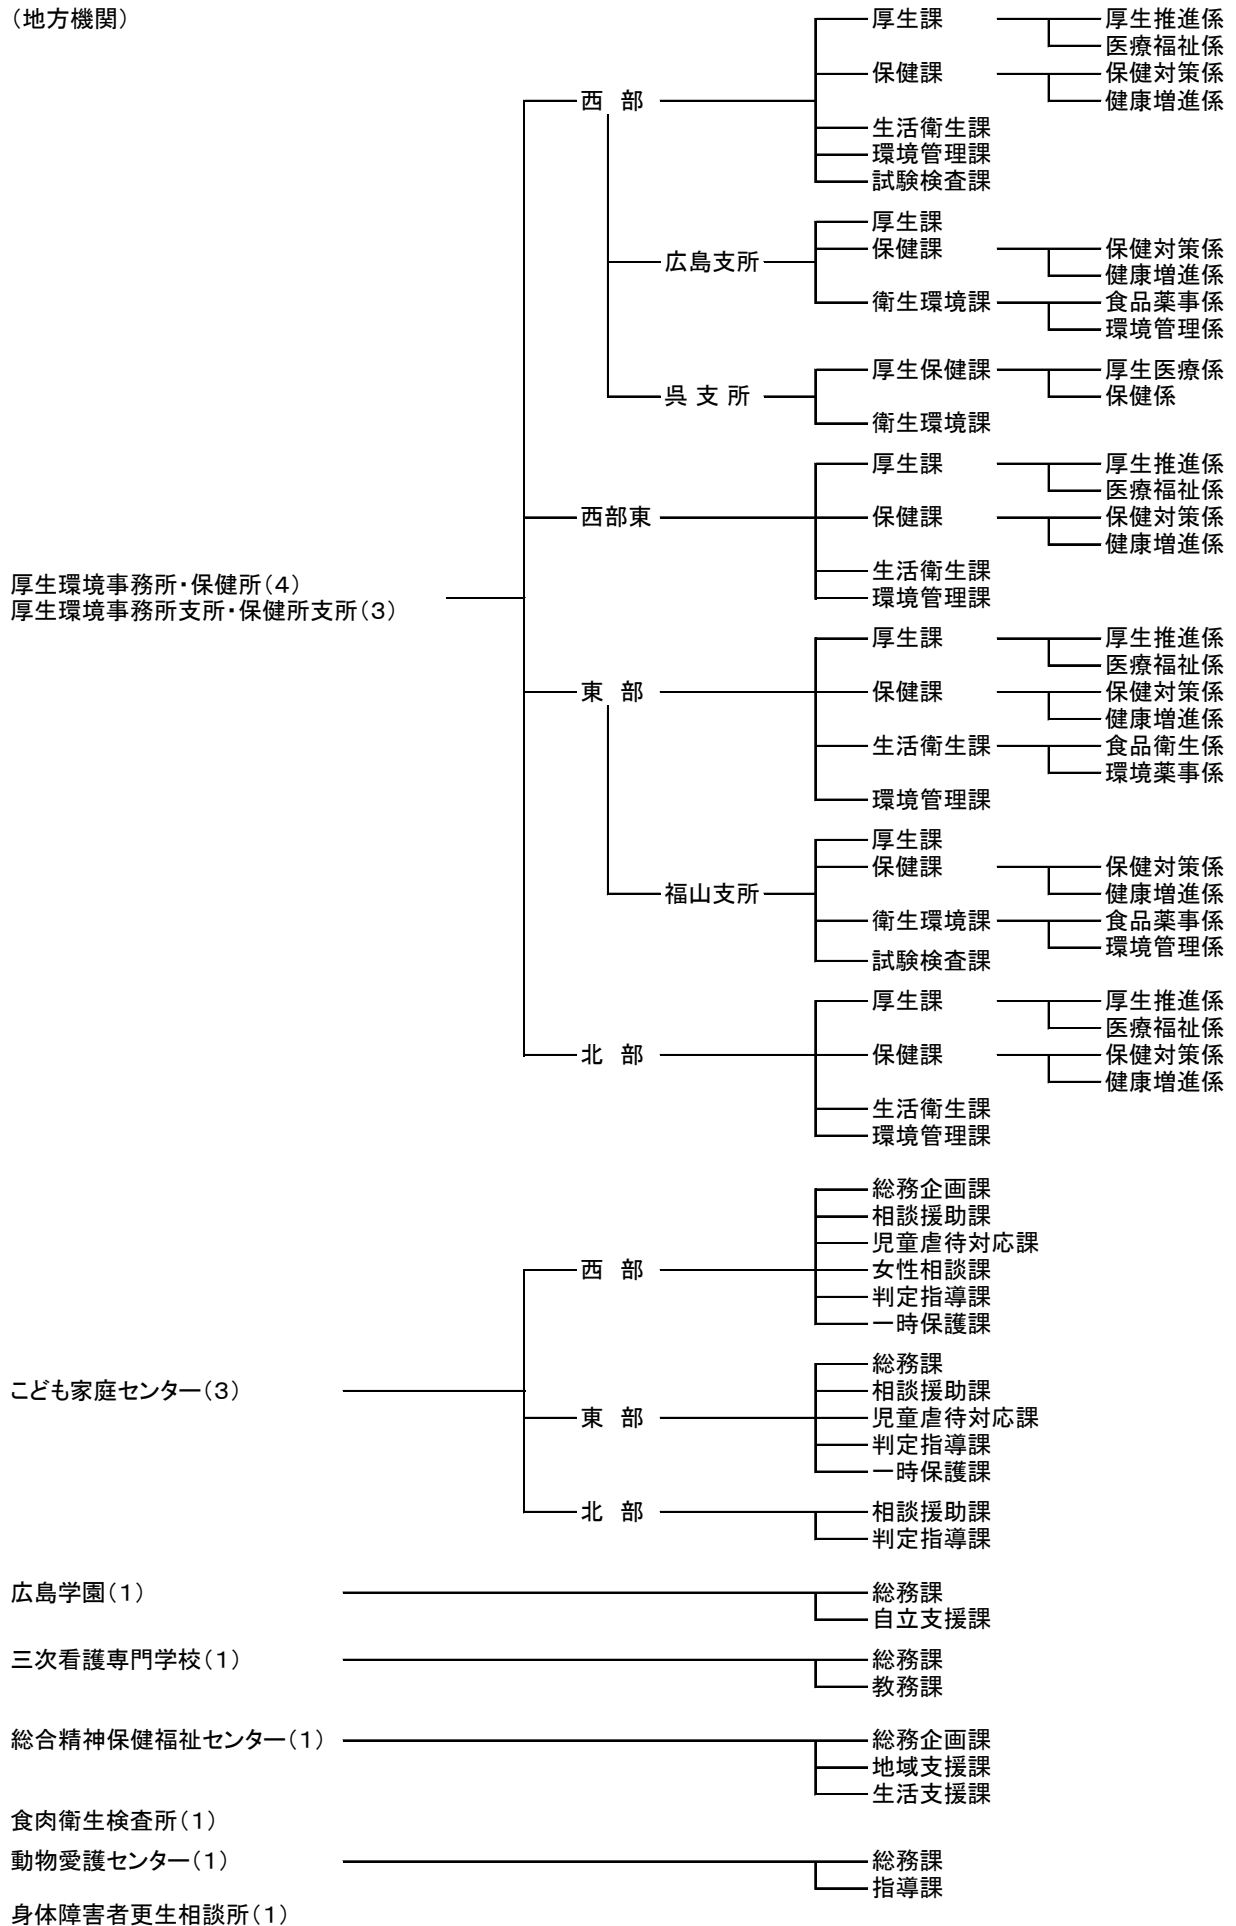 （地方機関）
厚生課 厚生推進係
医療福祉係
保健課 保健対策係
西 部 健康増進係
生活衛生課
環境管理課
試験検査課
厚生課
保健課 保健対策係
広島支所 健康増進係
衛生環境課 食品薬事係
環境管理係
厚生保健課 厚生医療係
呉 支 所 保健係
衛生環境課
厚生課 厚生推進係
医療福祉係
西部東 保健課 保健対策係
健康増進係
生活衛生課
厚生環境事務所・保健所（4） 環境管理課
厚生環境事務所支所・保健所支所（3）
厚生課 厚生推進係
医療福祉係
東 部 保健課 保健対策係
健康増進係
生活衛生課 食品衛生係
環境薬事係
環境管理課
厚生課
保健課 保健対策係
福山支所 健康増進係
衛生環境課 食品薬事係
環境管理係
試験検査課
厚生課 厚生推進係
医療福祉係
北 部 保健課 保健対策係
健康増進係
生活衛生課
環境管理課
総務企画課
相談援助課
児童虐待対応課
西 部 女性相談課
判定指導課
一時保護課
総務課
こども家庭センター（3） 相談援助課
東 部 児童虐待対応課
判定指導課
一時保護課
北 部 相談援助課
判定指導課
広島学園（1） 総務課
自立支援課
三次看護専門学校（1） 総務課
教務課
総合精神保健福祉センター（1） 総務企画課
地域支援課
生活支援課
食肉衛生検査所（1）
動物愛護センター（1） 総務課
指導課
身体障害者更生相談所（1）